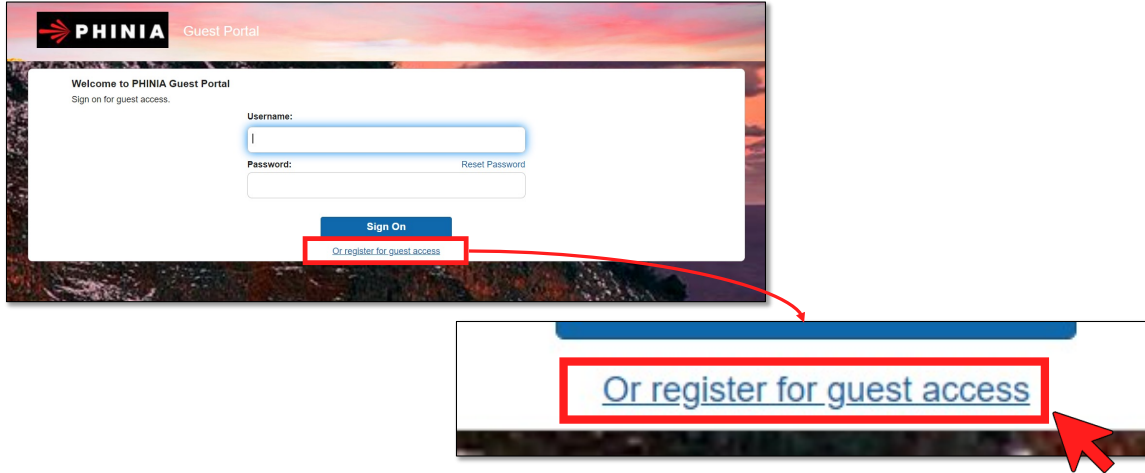 PHINIA Guest Portal
Welcome to PHINIA Guest Portal
Sign on for guest access.
Username:
Password: Reset Password
Sign On
Or register for guest access
Or register for guest access